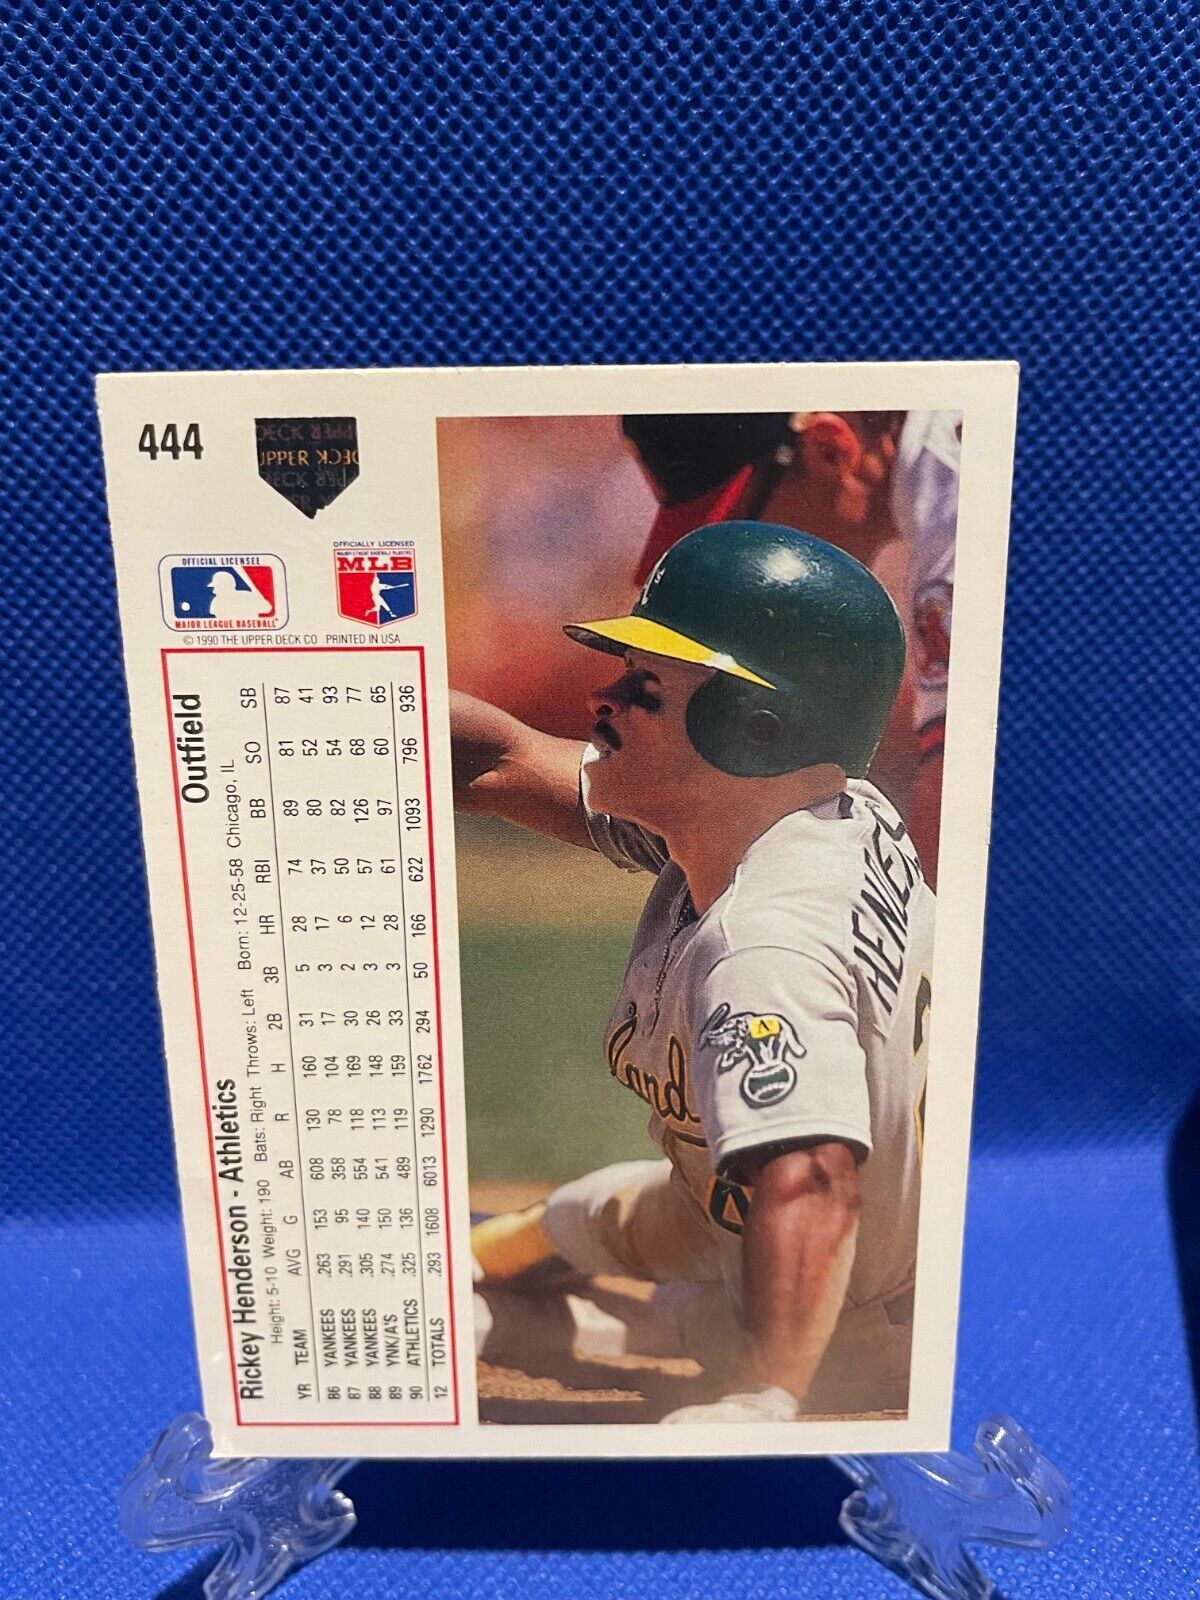 444
UPPER DECK
OFFICIAL LICENSEE
MAJOR LEAGUE BASEBALL
OFFICIALLY LICENSED
MAJOR LEAGUE BASEBALL PLAYERS
MLB
© 1990 THE UPPER DECK CO. PRINTED IN USA
Rickey Henderson - Athletics Outfield
Height: 5-10 Weight: 190 Bats: Right Throws: Left Born: 12-25-58 Chicago, IL
YR TEAM AVG G AB R H 2B 3B HR RBI BB SO SB
86 YANKEES .263 153 608 130 160 31 5 28 74 89 81 87
87 YANKEES .291 95 358 78 104 17 3 17 37 80 52 41
88 YANKEES .305 140 554 118 169 30 2 6 50 82 54 93
89 YNK/A'S .274 150 541 113 148 26 3 12 57 126 68 77
90 ATHLETICS .325 136 489 119 159 33 3 28 61 97 60 65
12 TOTALS .293 1608 6013 1290 1762 294 50 166 622 1093 796 936
land
A